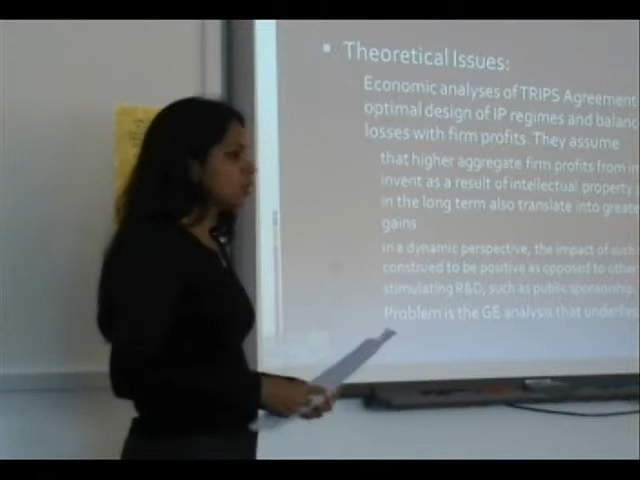 Theoretical Issues:
Economic analyses of TRIPS Agreement
optimal design of IP regimes and balanc
losses with firm profits. They assume
that higher aggregate firm profits from in
invent as a result of intellectual property
in the long term also translate into greate
gains
in a dynamic perspective, the impact of such
construed to be positive as opposed to othe
stimulating R&D, such as public sponsorship.
Problem is the GE analysis that underlies